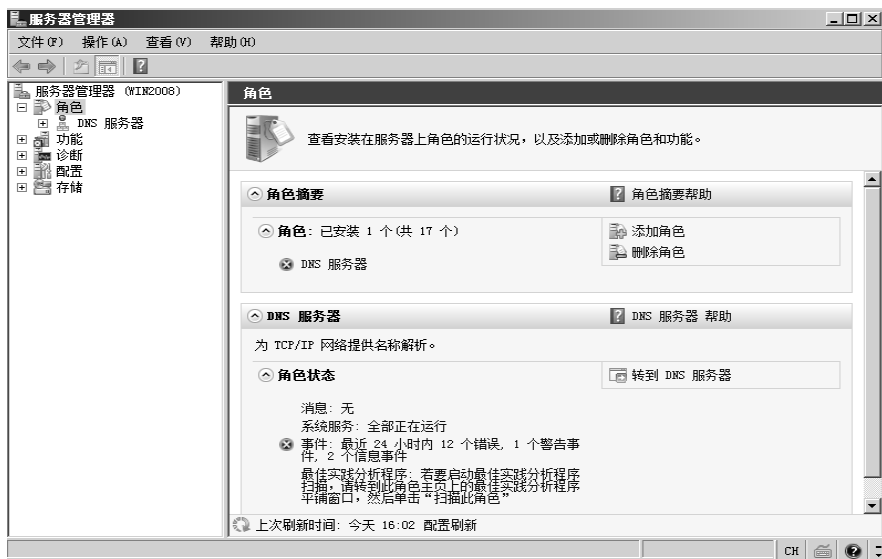 服务器管理器
文件(F) 操作(A) 查看(V) 帮助(H)
服务器管理器 (WIN2008)
角色
DNS 服务器
功能
诊断
配置
存储
角色
查看安装在服务器上角色的运行状况，以及添加或删除角色和功能。
角色摘要
角色摘要帮助
角色: 已安装 1 个(共 17 个)
添加角色
删除角色
DNS 服务器
DNS 服务器
DNS 服务器 帮助
为 TCP/IP 网络提供名称解析。
角色状态
转到 DNS 服务器
消息: 无
系统服务: 全部正在运行
事件: 最近 24 小时内 12 个错误, 1 个警告事
件, 2 个信息事件
最佳实践分析程序: 若要启动最佳实践分析程序
扫描，请转到此角色主页上的最佳实践分析程序
平铺窗口，然后单击“扫描此角色”
上次刷新时间: 今天 16:02 配置刷新
CH